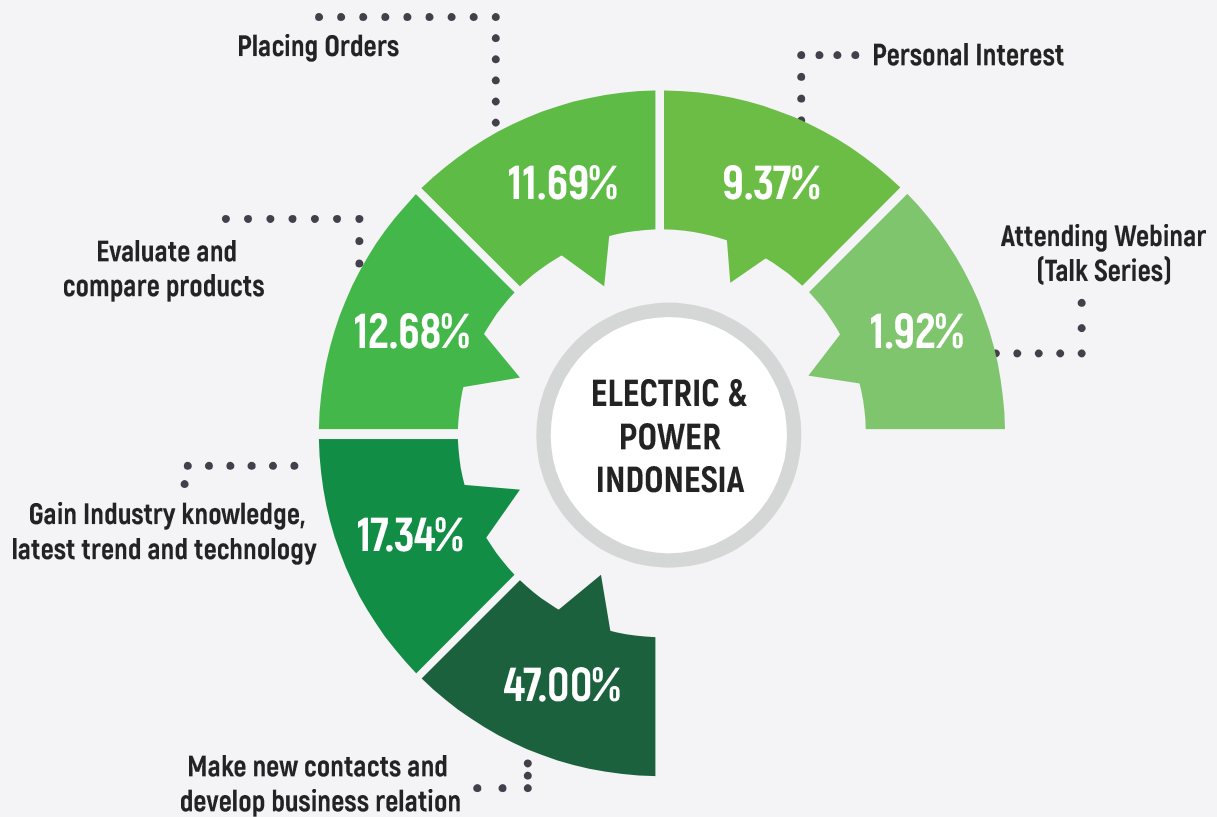 Placing Orders
Personal Interest
11.69%
9.37%
Attending Webinar
(Talk Series)
Evaluate and
compare products
12.68%
1.92%
ELECTRIC &
POWER
INDONESIA
Gain Industry knowledge,
latest trend and technology
17.34%
47.00%
Make new contacts and
develop business relation